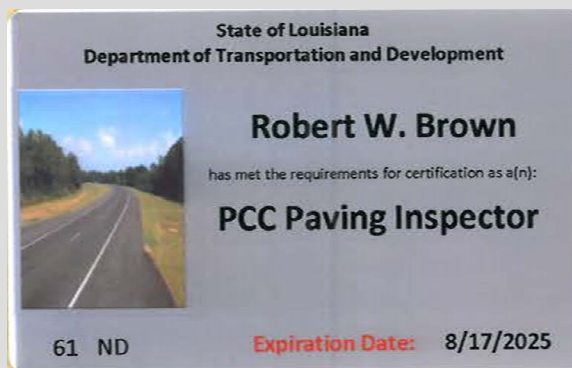 State of Louisiana
Department of Transportation and Development
Robert W. Brown
has met the requirements for certification as a(n):
PCC Paving Inspector
61 ND
Expiration Date: 8/17/2025